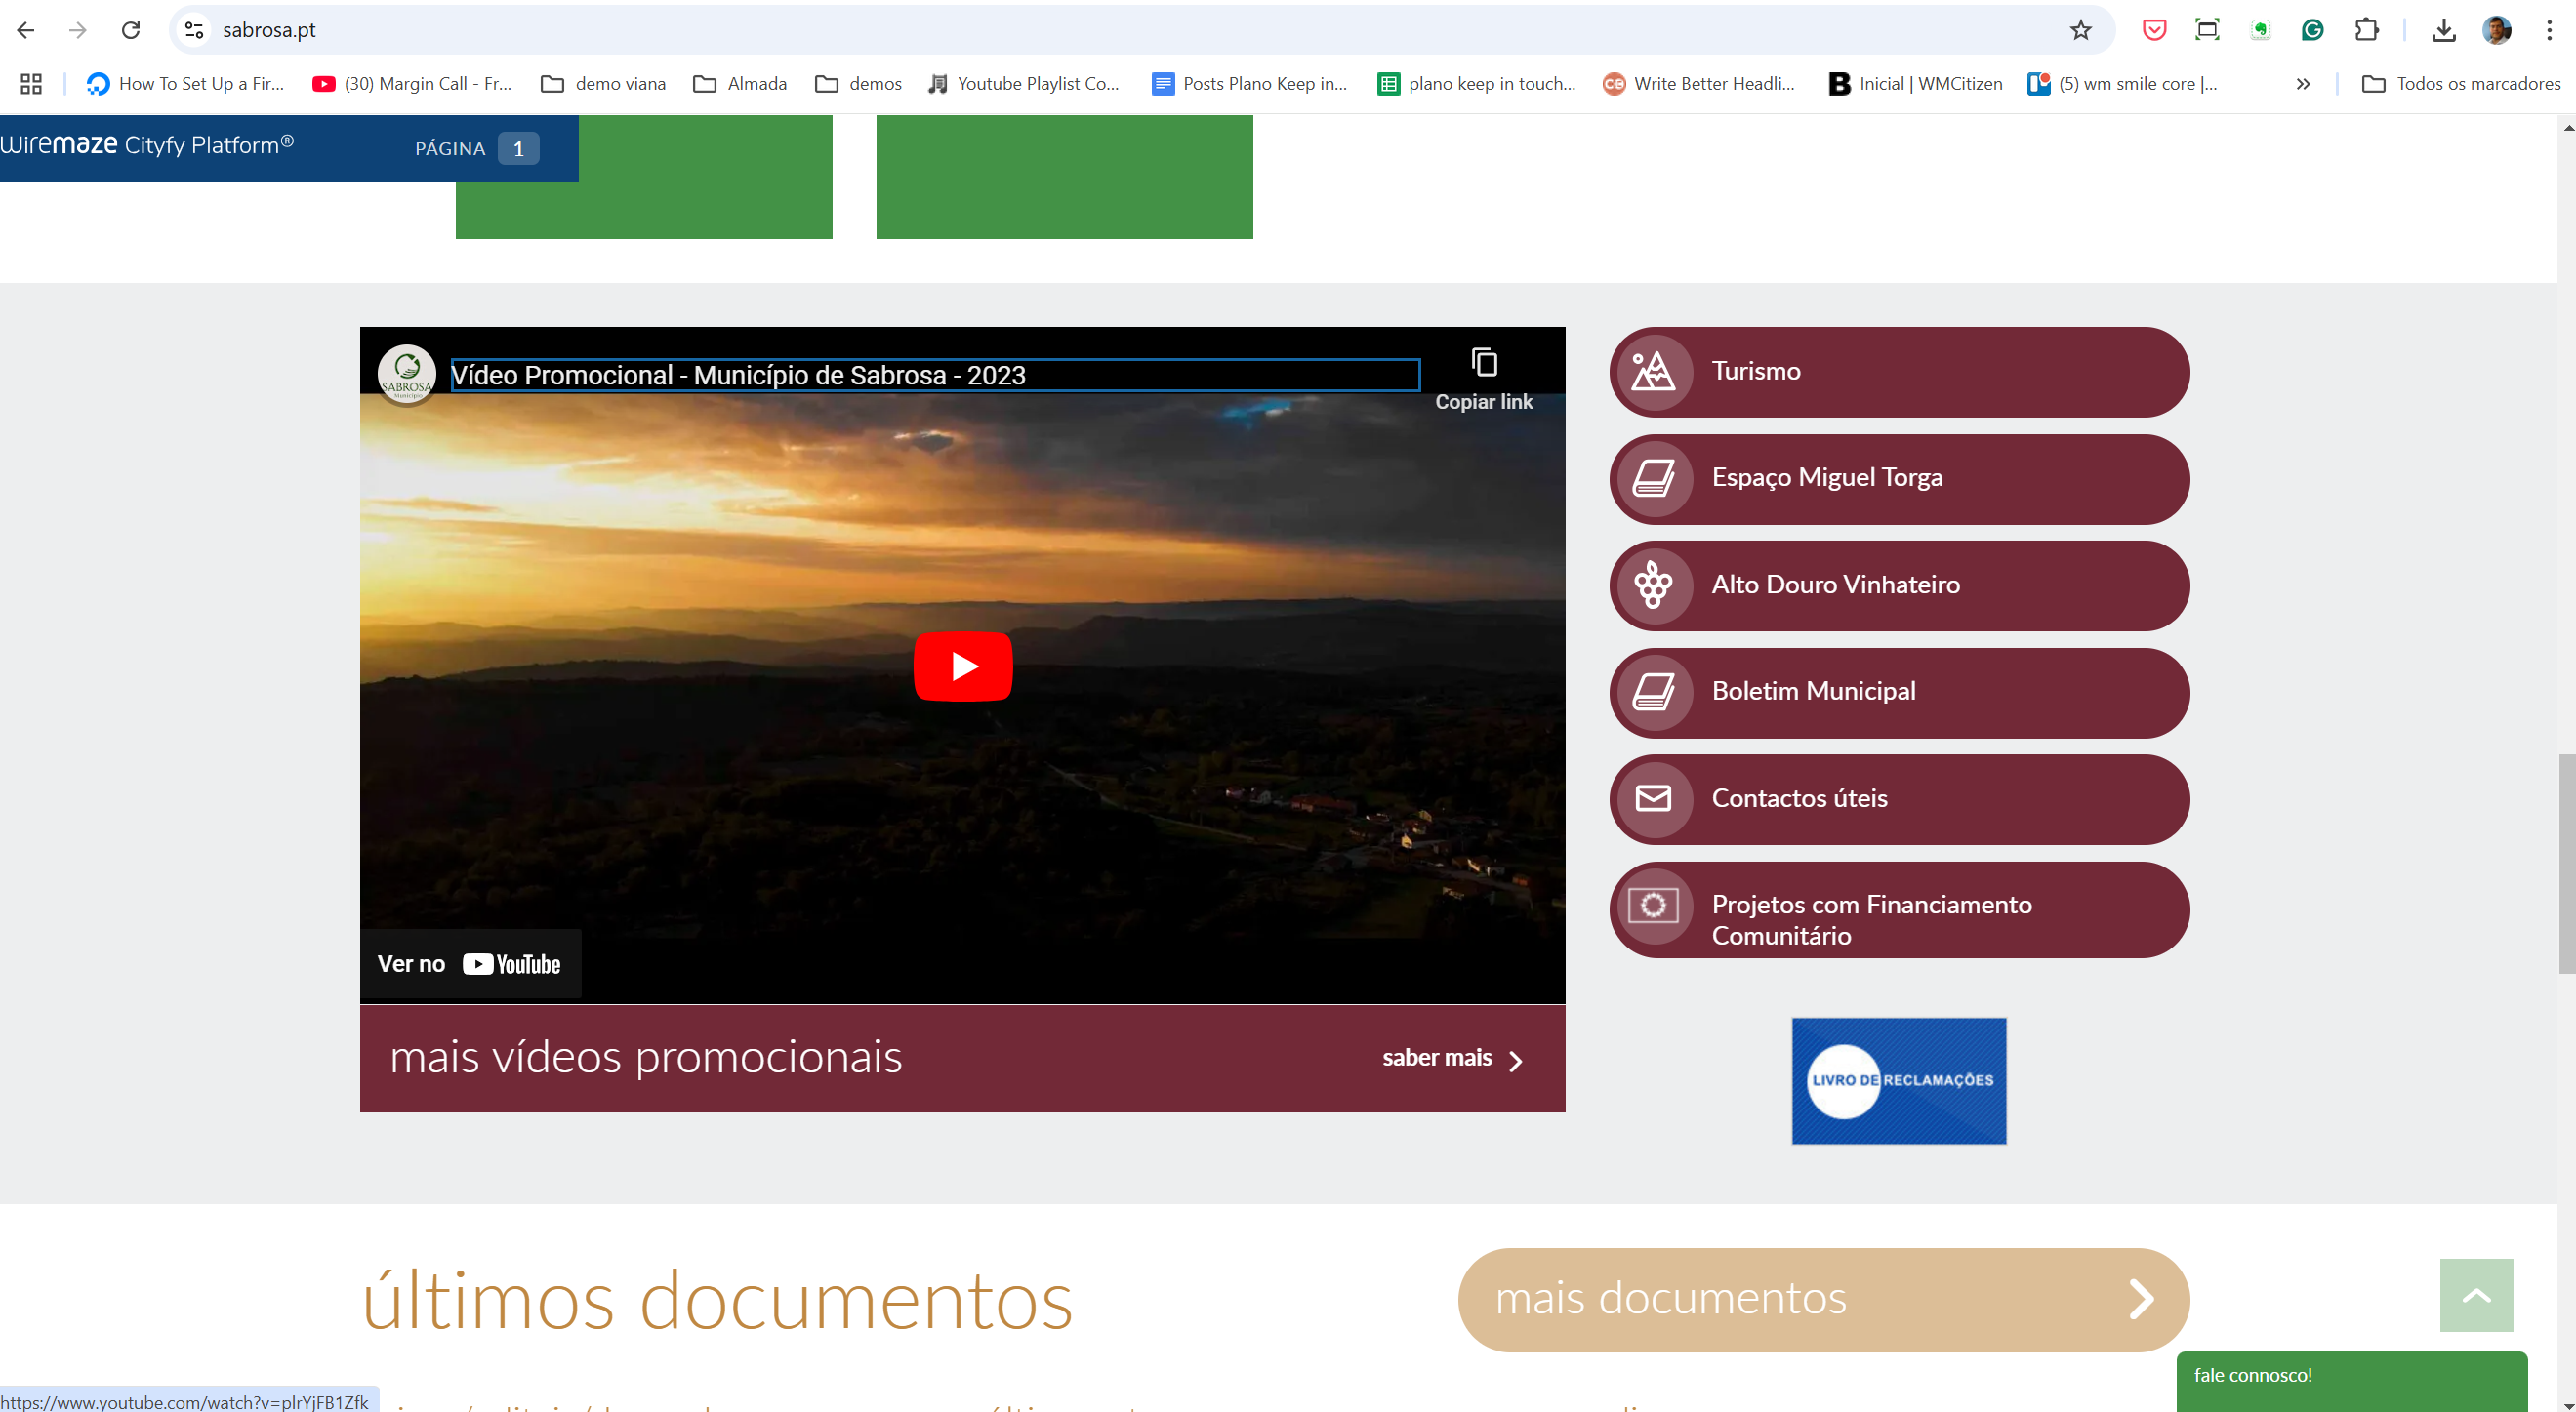 sabrosa.pt
How To Set Up a Fir...
(30) Margin Call - Fr...
demo viana
Almada
demos
Youtube Playlist Co...
Posts Plano Keep in...
plano keep in touch...
Write Better Headli...
Inicial | WMCitizen
(5) wm smile core |...
Todos os marcadores
wiremaze Cityfy Platform®
PÁGINA 1
SABROSA
Município
Vídeo Promocional - Município de Sabrosa - 2023
Copiar link
Ver no YouTube
mais vídeos promocionais
saber mais
Turismo
Espaço Miguel Torga
Alto Douro Vinhateiro
Boletim Municipal
Contactos úteis
Projetos com Financiamento
Comunitário
LIVRO DE RECLAMAÇÕES
últimos documentos
mais documentos
fale connosco!
https://www.youtube.com/watch?v=plrYjFB1Zfk